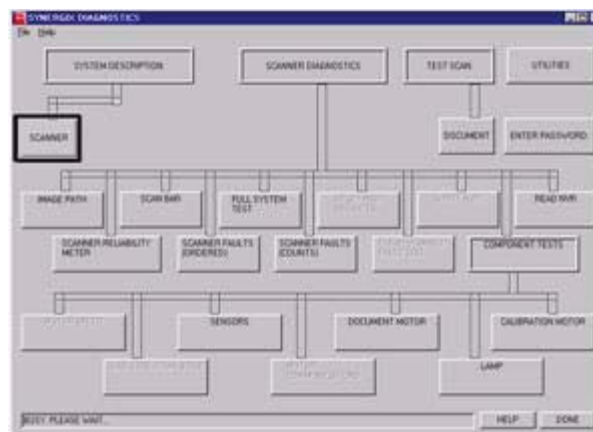 SYNERGIX DIAGNOSTICS
File Help
SYSTEM DESCRIPTION
SCANNER DIAGNOSTICS
TEST SCAN
UTILITIES
SCANNER
DOCUMENT
ENTER PASSWORD
IMAGE PATH
SCAN BAR
FULL SYSTEM
TEST
READ NVR
SCANNER RELIABILITY
METER
SCANNER FAULTS
(ORDERED)
SCANNER FAULTS
(COUNTS)
COMPONENT TESTS
SENSORS
DOCUMENT MOTOR
CALIBRATION MOTOR
LAMP
BUSY PLEASE WAIT...
HELP
DONE